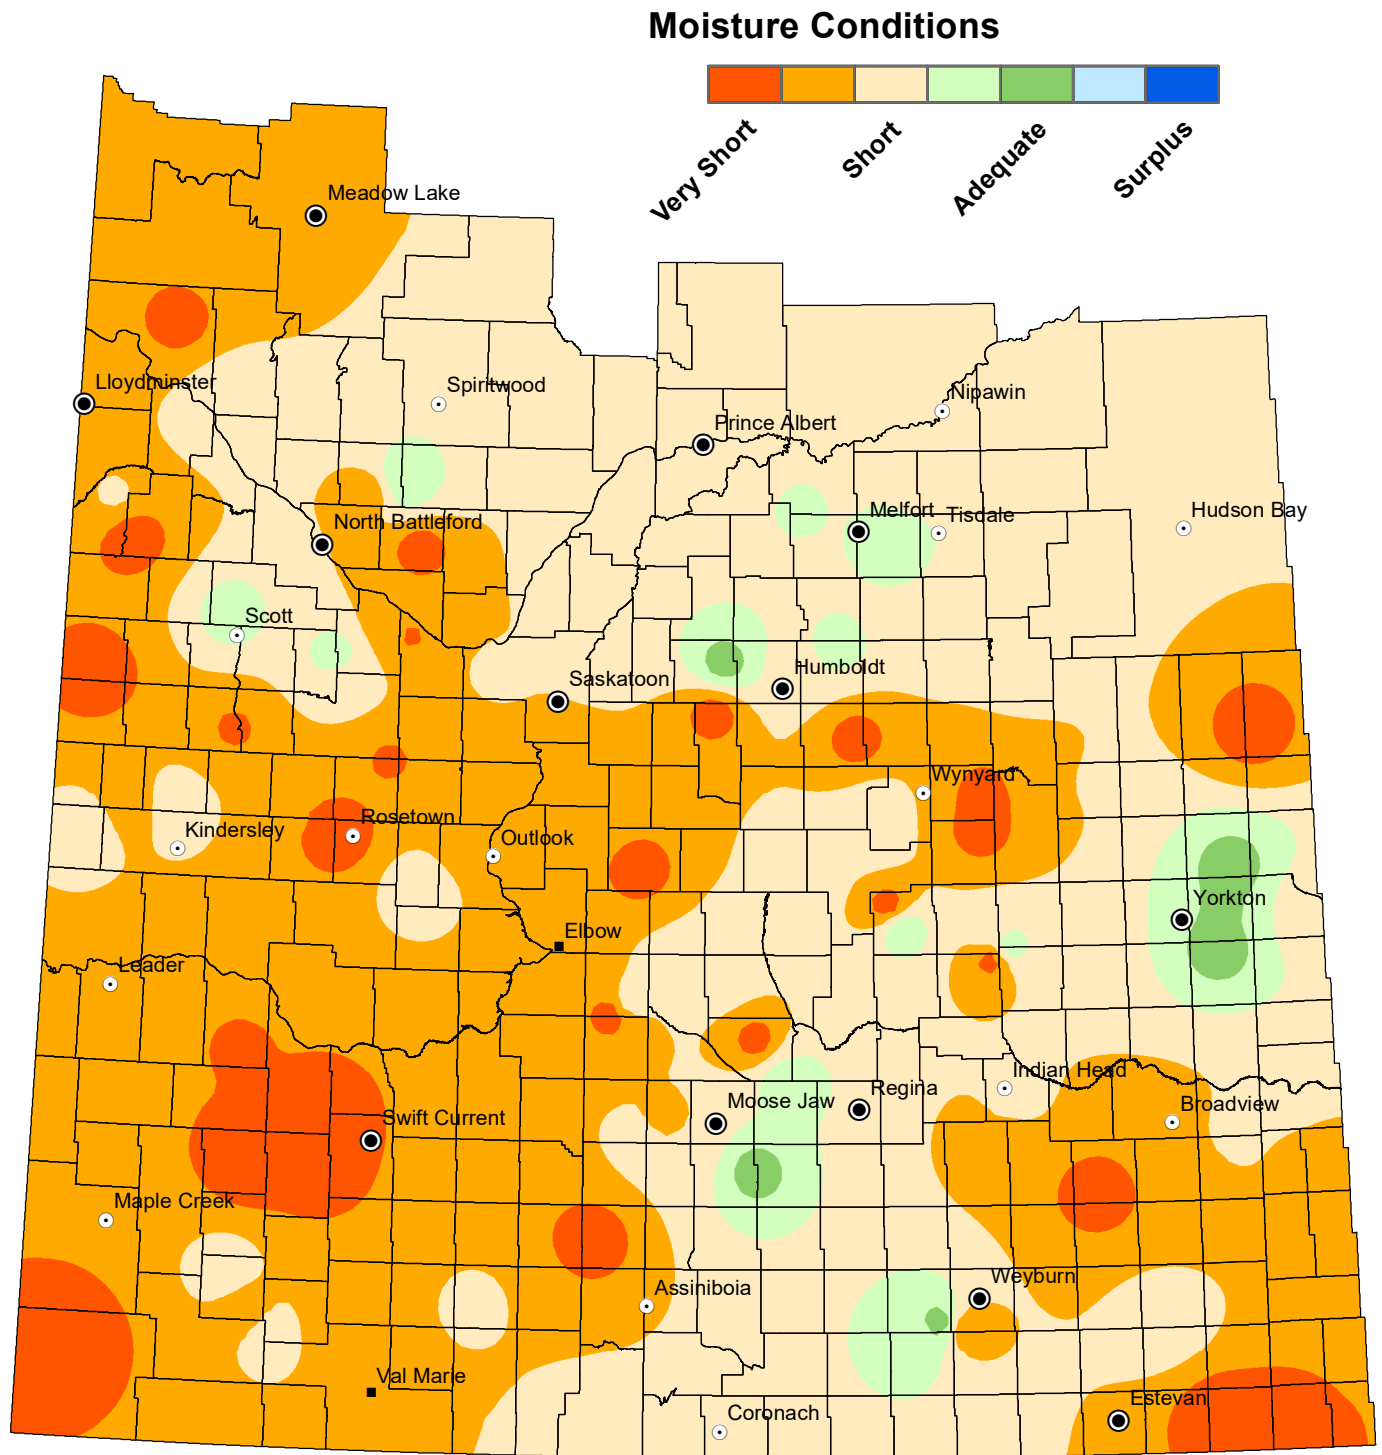 Moisture Conditions
Very Short
Short
Adequate
Surplus
Meadow Lake
Lloydminster
Spiritwood
Nipawin
Prince Albert
North Battleford
Melfort
Tisdale
Hudson Bay
Scott
Saskatoon
Humboldt
Wynyard
Kindersley
Rosetown
Outlook
Yorkton
Elbow
Leader
Indian Head
Regina
Moose Jaw
Broadview
Swift Current
Maple Creek
Assiniboia
Weyburn
Val Marie
Estevan
Coronach